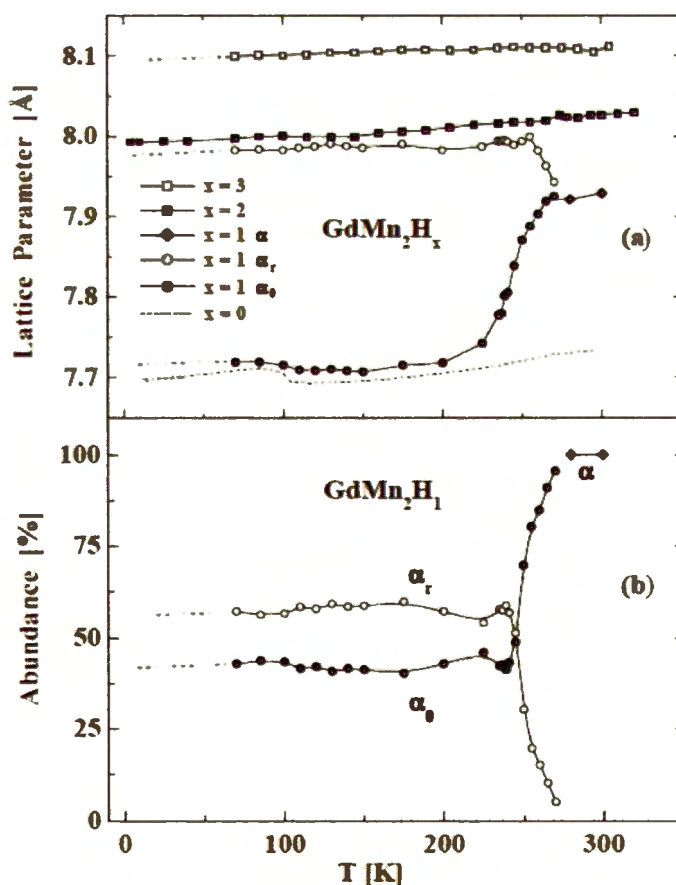 8.1
8.0
7.9
7.8
7.7
Lattice Parameter [Å]
x = 3
x = 2
x = 1 α
x = 1 αr
x = 1 α0
x = 0
GdMn2Hx
(a)
100
75
50
25
0
Abundance [%]
GdMn2H1
α
αr
α0
(b)
0 100 200 300
T [K]